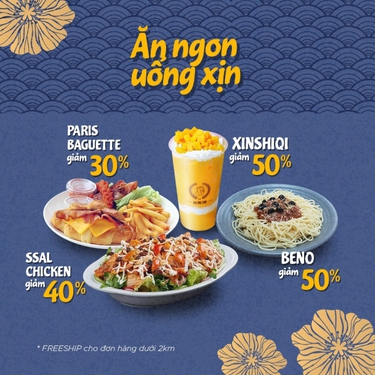 Ăn ngon
uống xịn
PARIS
BAGUETTE
giảm 30%
XINSHIQI
giảm 50%
SSAL
CHICKEN
giảm 40%
BENO
giảm 50%
* FREESHIP cho đơn hàng dưới 2km